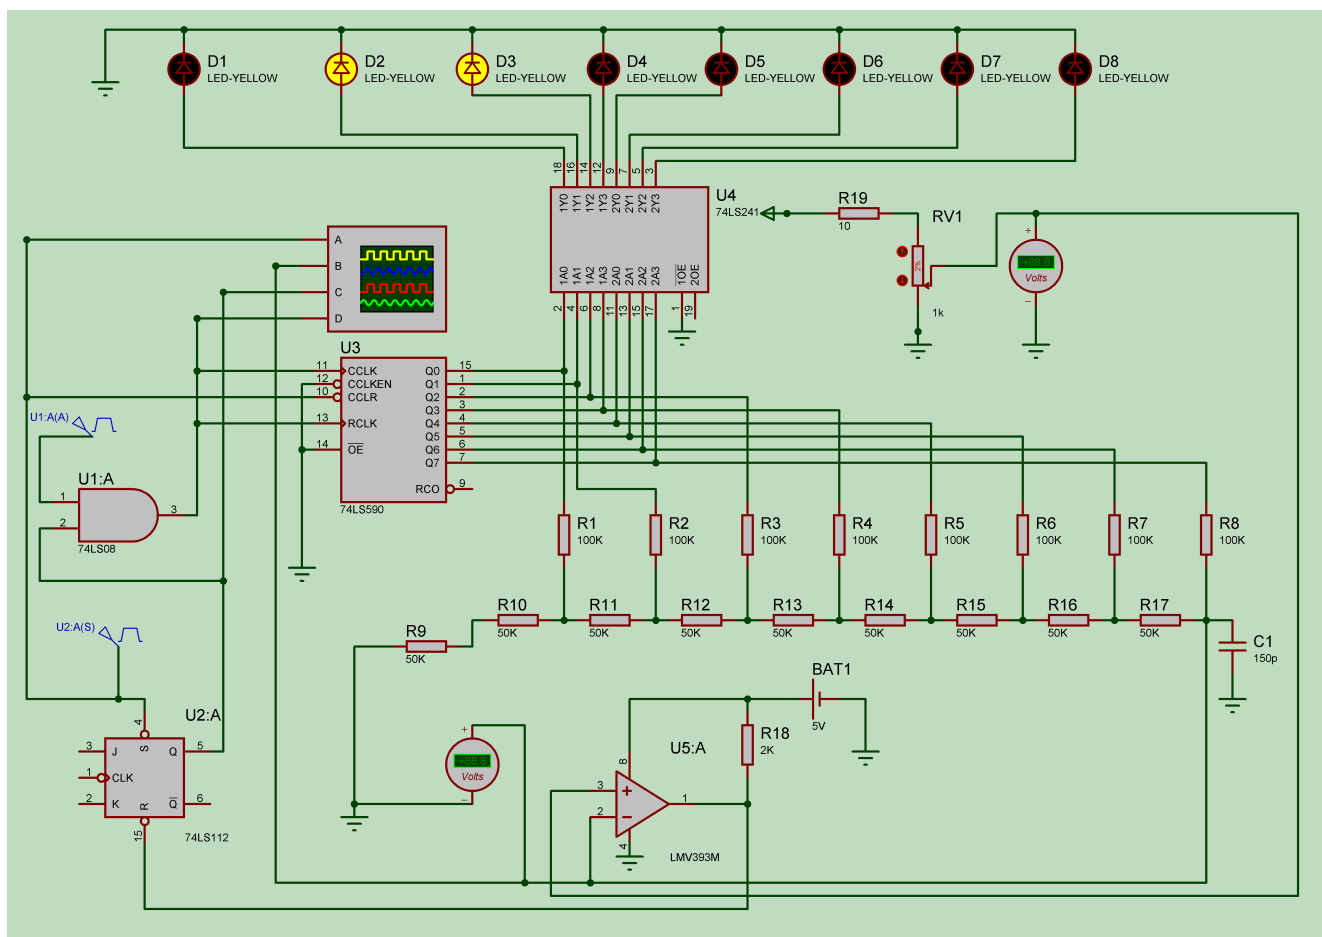 D1
LED-YELLOW
D2
LED-YELLOW
D3
LED-YELLOW
D4
LED-YELLOW
D5
LED-YELLOW
D6
LED-YELLOW
D7
LED-YELLOW
D8
LED-YELLOW
18
16
14
12
9
7
5
3
1Y0
1Y1
1Y2
1Y3
2Y0
2Y1
2Y2
2Y3
U4
74LS241
1A0
1A1
1A2
1A3
2A0
2A1
2A2
2A3
1OE
2OE
2
4
6
8
11
13
15
17
1
19
R19
10
RV1
2%
1k
+
Volts
−
A
B
C
D
U3
11
CCLK
12
CCLKEN
10
CCLR
13
RCLK
14
OE
Q0
15
Q1
1
Q2
2
Q3
3
Q4
4
Q5
5
Q6
6
Q7
7
RCO
9
74LS590
U1:A(A)
U1:A
1
2
3
74LS08
R1
100K
R2
100K
R3
100K
R4
100K
R5
100K
R6
100K
R7
100K
R8
100K
R9
50K
R10
50K
R11
50K
R12
50K
R13
50K
R14
50K
R15
50K
R16
50K
R17
50K
C1
150p
U2:A(S)
U2:A
4
S
3
J
Q
5
1
CLK
2
K
R
Q
6
15
74LS112
+
Volts
−
BAT1
5V
R18
2K
U5:A
8
3
+
1
2
−
4
LMV393M